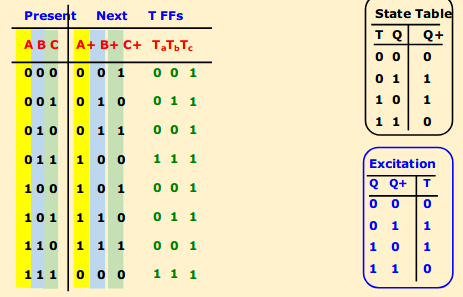 Present Next T FFs
A B C A+ B+ C+ TaTbTc
0 0 0 0 0 1 0 0 1
0 0 1 0 1 0 0 1 1
0 1 0 0 1 1 0 0 1
0 1 1 1 0 0 1 1 1
1 0 0 1 0 1 0 0 1
1 0 1 1 1 0 0 1 1
1 1 0 1 1 1 0 0 1
1 1 1 0 0 0 1 1 1
State Table
T Q Q+
0 0 0
0 1 1
1 0 1
1 1 0
Excitation
Q Q+ T
0 0 0
0 1 1
1 0 1
1 1 0